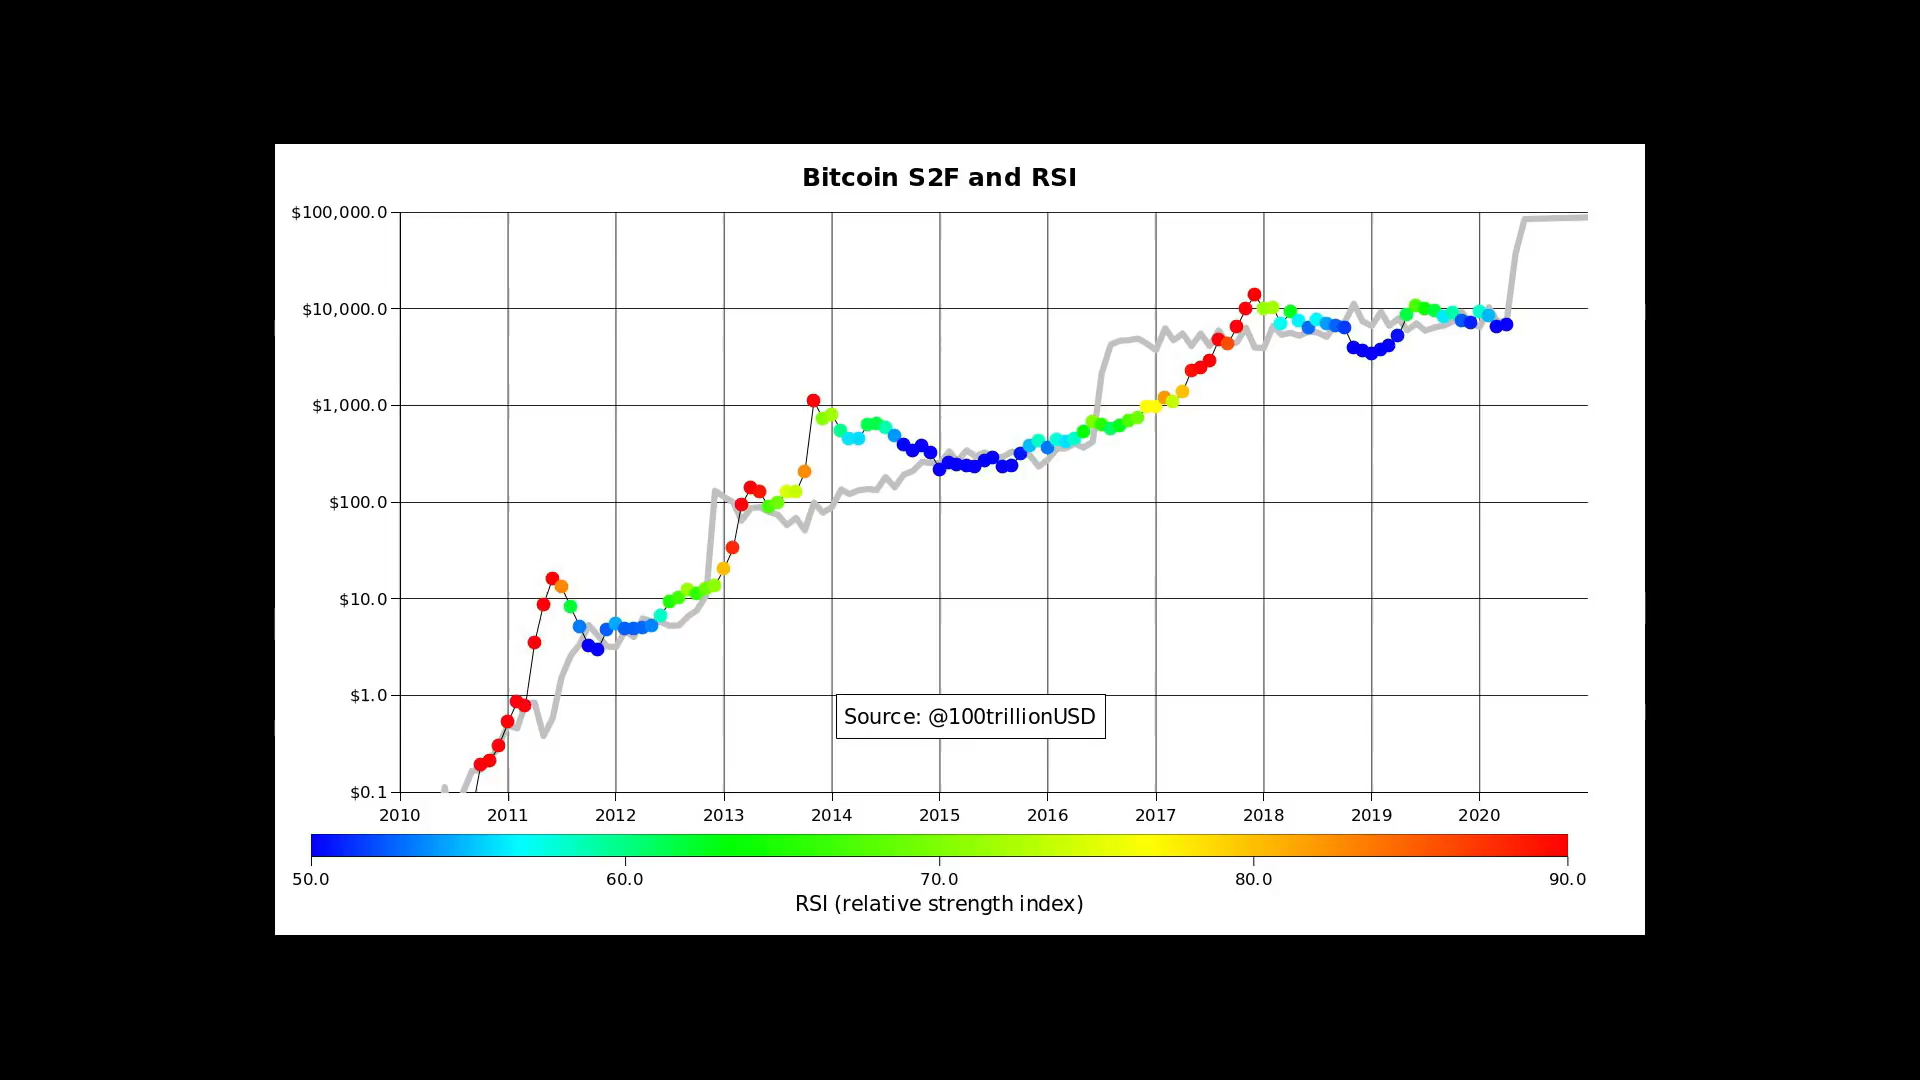 Bitcoin S2F and RSI
$100,000.0
$10,000.0
$1,000.0
$100.0
$10.0
$1.0
$0.1
Source: @100trillionUSD
2010 2011 2012 2013 2014 2015 2016 2017 2018 2019 2020
50.0 60.0 70.0 80.0 90.0
RSI (relative strength index)